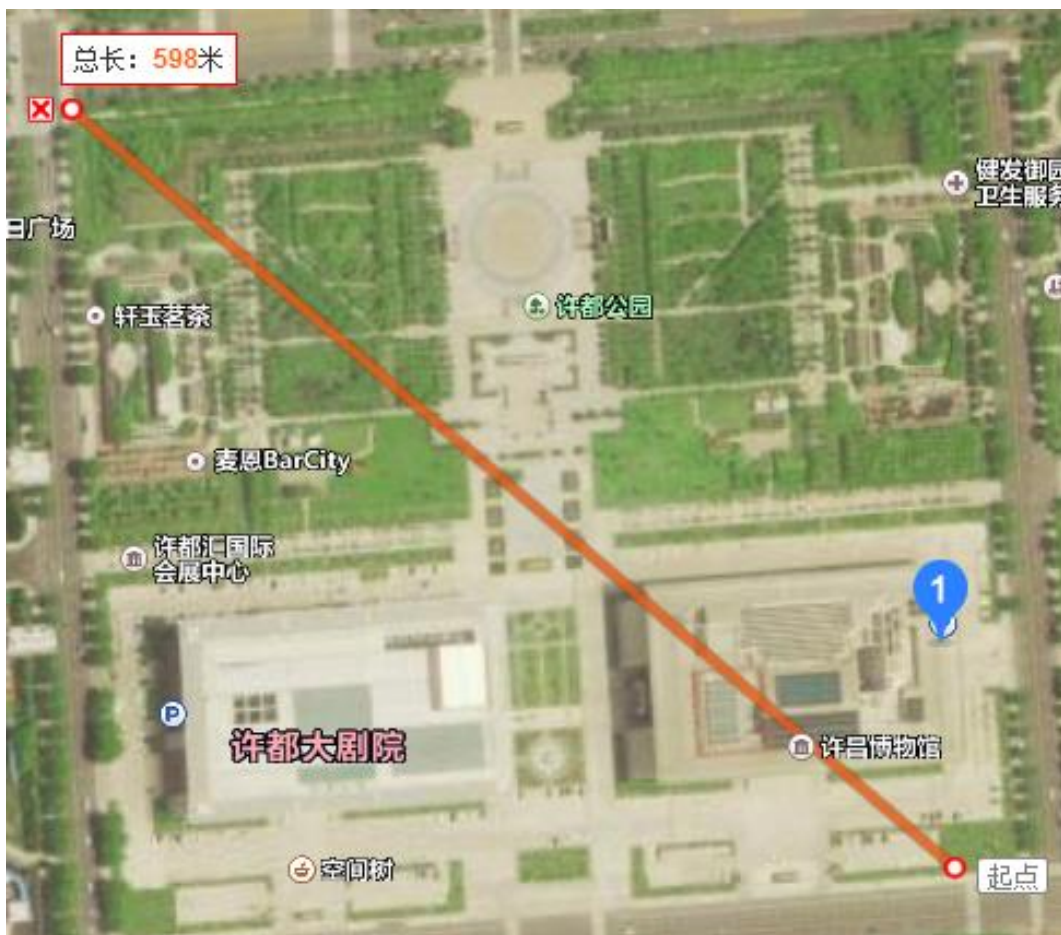 总长：598米
健发御园
卫生服务
日广场
许都公园
轩玉茗茶
麦恩BarCity
许都汇国际
会展中心
1
P
许都大剧院
许昌博物馆
空间树
起点